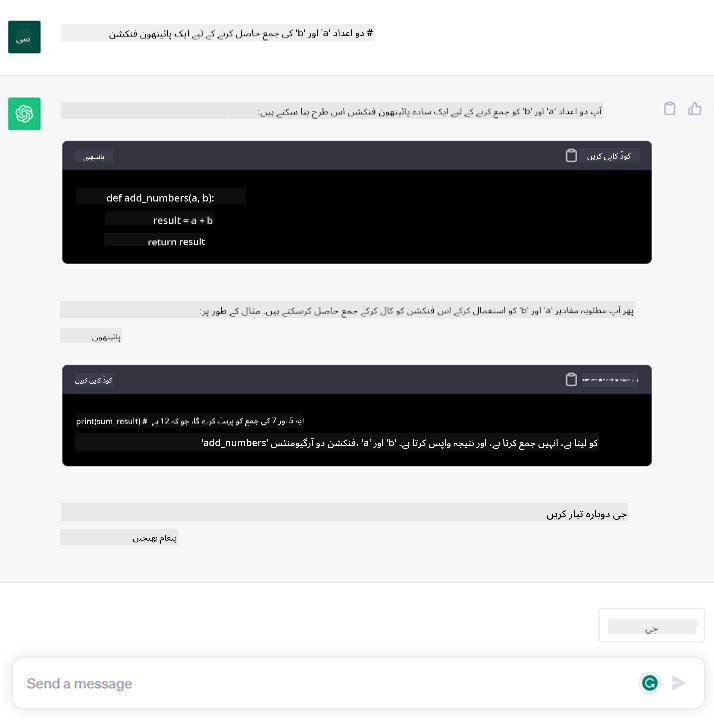 سی
# دو اعداد 'a' اور 'b' کی جمع حاصل کرنے کے لیے ایک پائیتھون فنکشن
آپ دو اعداد 'a' اور 'b' کو جمع کرنے کے لیے ایک سادہ پائیتھون فنکشن اس طرح بنا سکتے ہیں:
پائیتھون
کوڈ کاپی کریں
def add_numbers(a, b):
result = a + b
return result
پھر آپ مطلوبہ مقادیر 'a' اور 'b' کو استعمال کرکے اس فنکشن کو کال کرکے جمع حاصل کرسکتے ہیں۔ مثال کے طور پر:
پائیتھون
کوڈ کاپی کریں
print(sum_result) # یہ 5 اور 7 کی جمع کو پرنٹ کرے گا، جو کہ 12 ہے
'add_numbers' فنکشن دو آرگیومنٹس، 'a' اور 'b' کو لیتا ہے، انہیں جمع کرتا ہے، اور نتیجہ واپس کرتا ہے۔
جی دوبارہ تیار کریں
پیغام بھیجیں
جی
Send a message